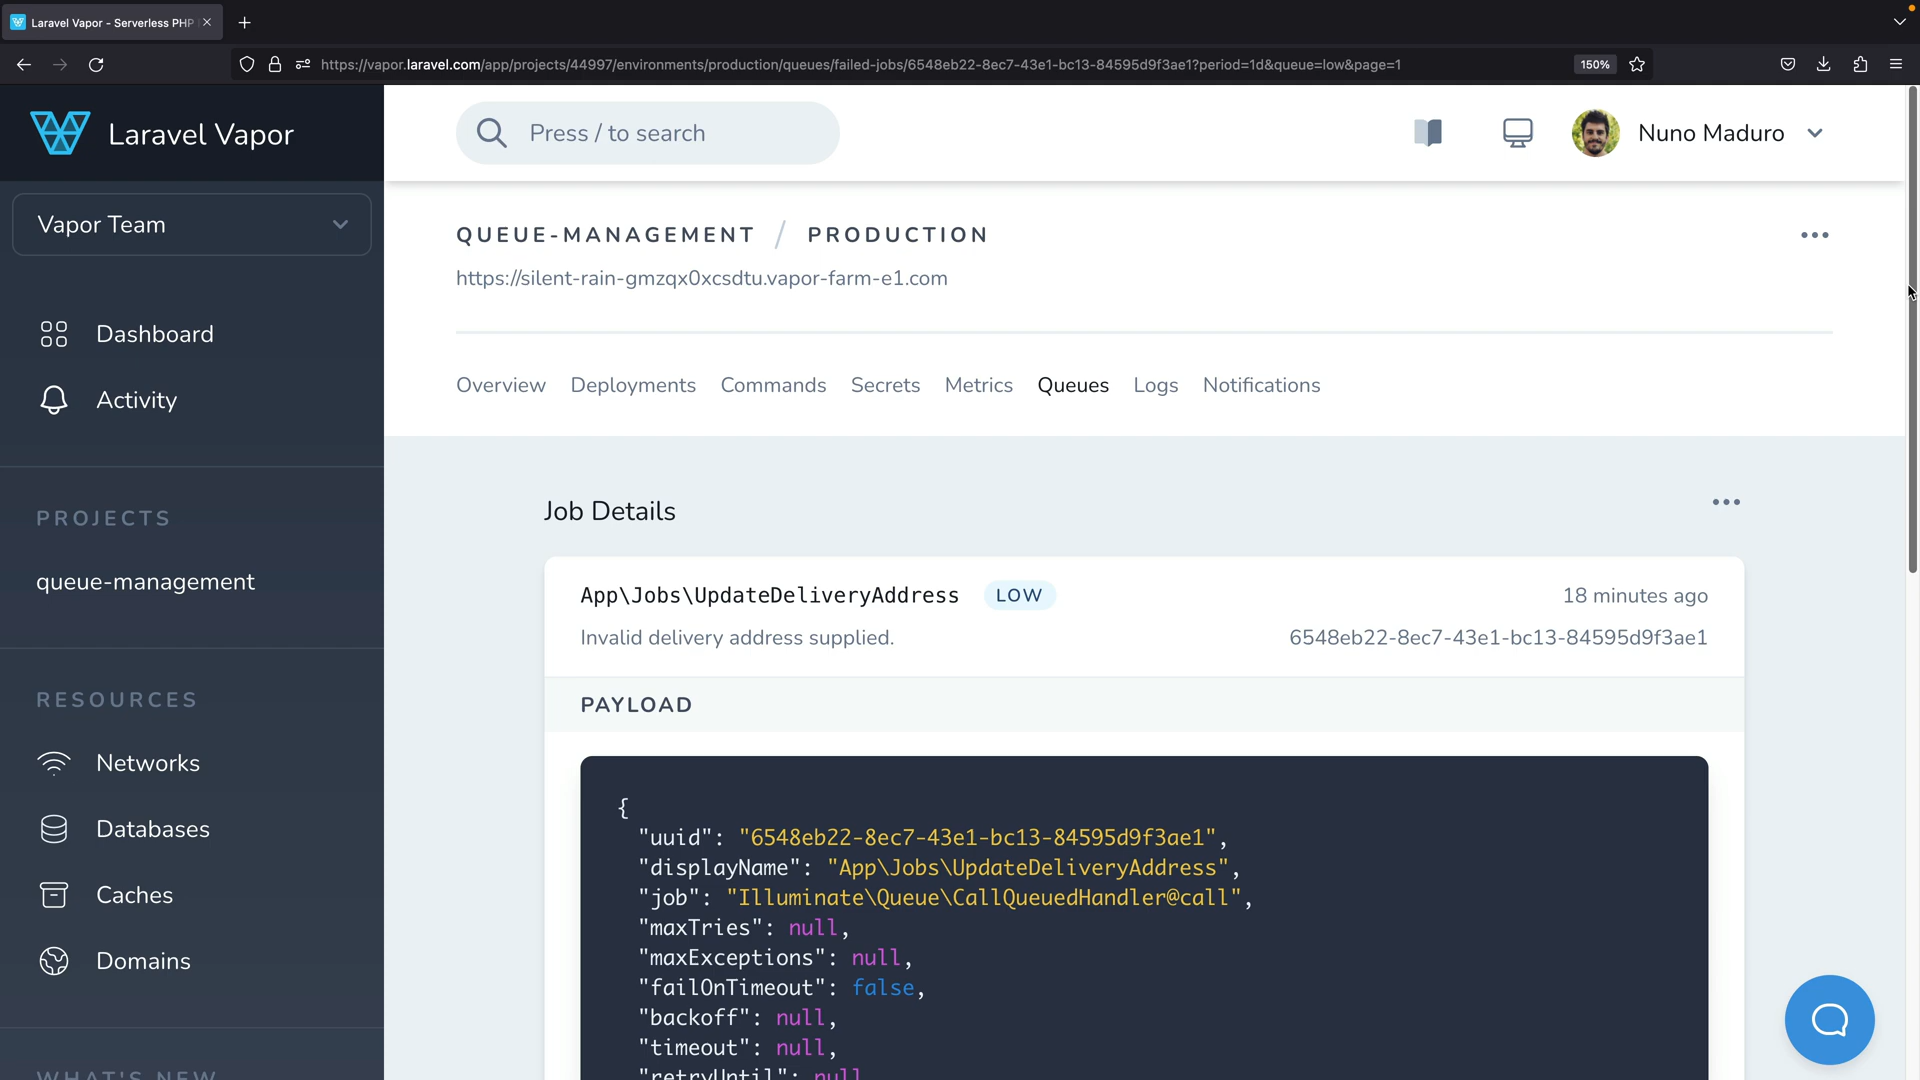 Laravel Vapor - Serverless PHP
https://vapor.laravel.com/app/projects/44997/environments/production/queues/failed-jobs/6548eb22-8ec7-43e1-bc13-84595d9f3ae1?period=1d&queue=low&page=1
150%
Laravel Vapor
Press / to search
Nuno Maduro
Vapor Team
Dashboard
Activity
PROJECTS
queue-management
RESOURCES
Networks
Databases
Caches
Domains
WHAT'S NEW
QUEUE-MANAGEMENT / PRODUCTION
https://silent-rain-gmzqx0xcsdtu.vapor-farm-e1.com
Overview Deployments Commands Secrets Metrics Queues Logs Notifications
Job Details
App\Jobs\UpdateDeliveryAddress LOW 18 minutes ago
Invalid delivery address supplied. 6548eb22-8ec7-43e1-bc13-84595d9f3ae1
PAYLOAD
{
"uuid": "6548eb22-8ec7-43e1-bc13-84595d9f3ae1",
"displayName": "App\Jobs\UpdateDeliveryAddress",
"job": "Illuminate\Queue\CallQueuedHandler@call",
"maxTries": null,
"maxExceptions": null,
"failOnTimeout": false,
"backoff": null,
"timeout": null,
"retryUntil": null